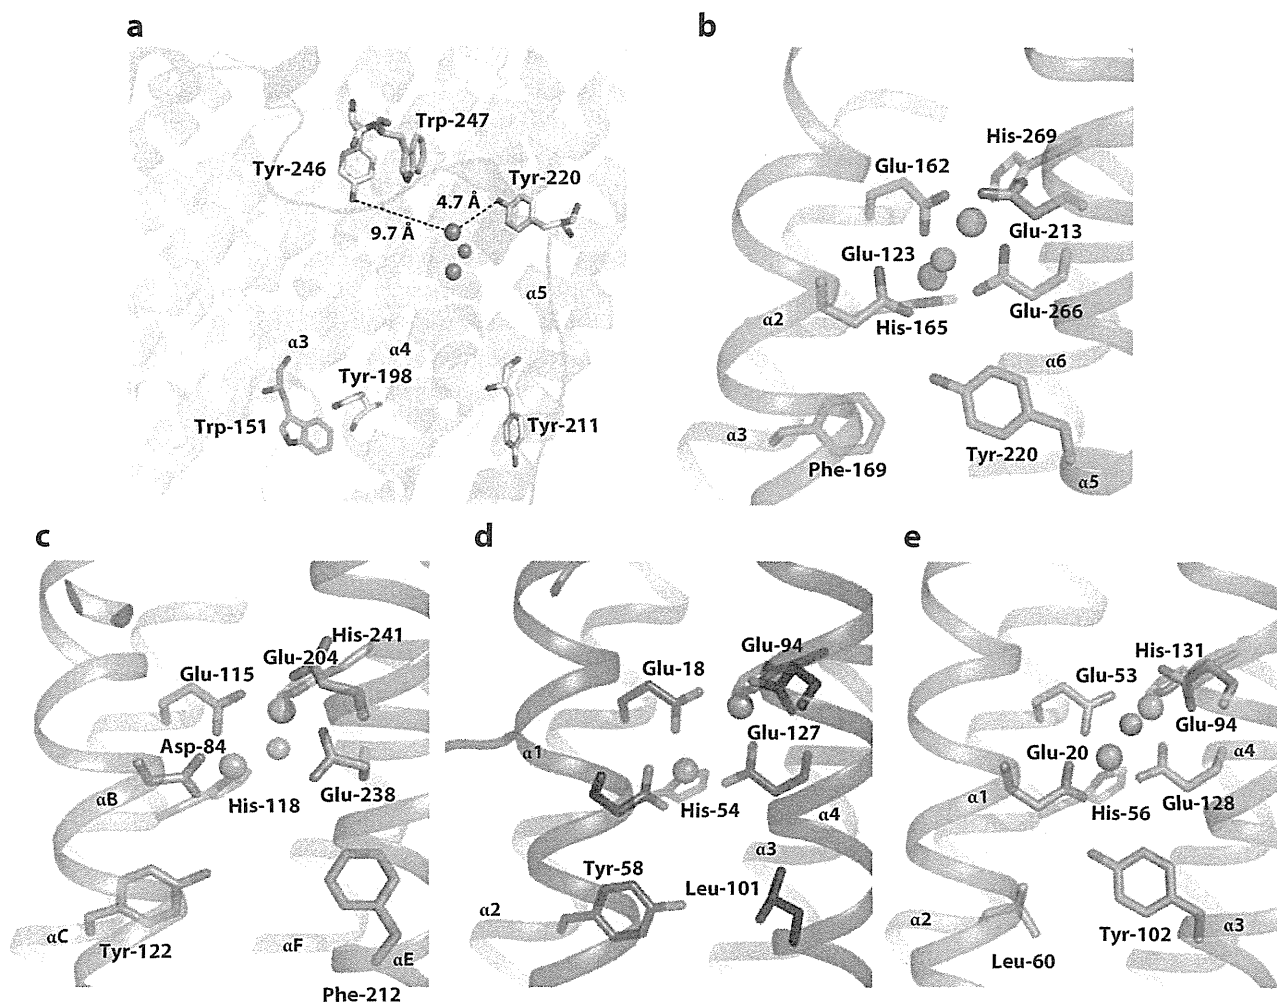 a
Trp-247
Tyr-246
Tyr-220
4.7 Å
9.7 Å
α5
α3
α4
Tyr-198
Trp-151
Tyr-211
b
His-269
Glu-162
Glu-213
Glu-123
Glu-266
α2
His-165
α6
α3
Phe-169
Tyr-220
α5
c
His-241
Glu-204
Glu-115
Asp-84
αB
His-118
Glu-238
αC
Tyr-122
αF
αE
Phe-212
d
Glu-94
Glu-18
Glu-127
α1
His-54
α4
α3
Tyr-58
Leu-101
α2
e
His-131
Glu-53
Glu-94
Glu-20
α4
α1
His-56
Glu-128
α2
Tyr-102
α3
Leu-60